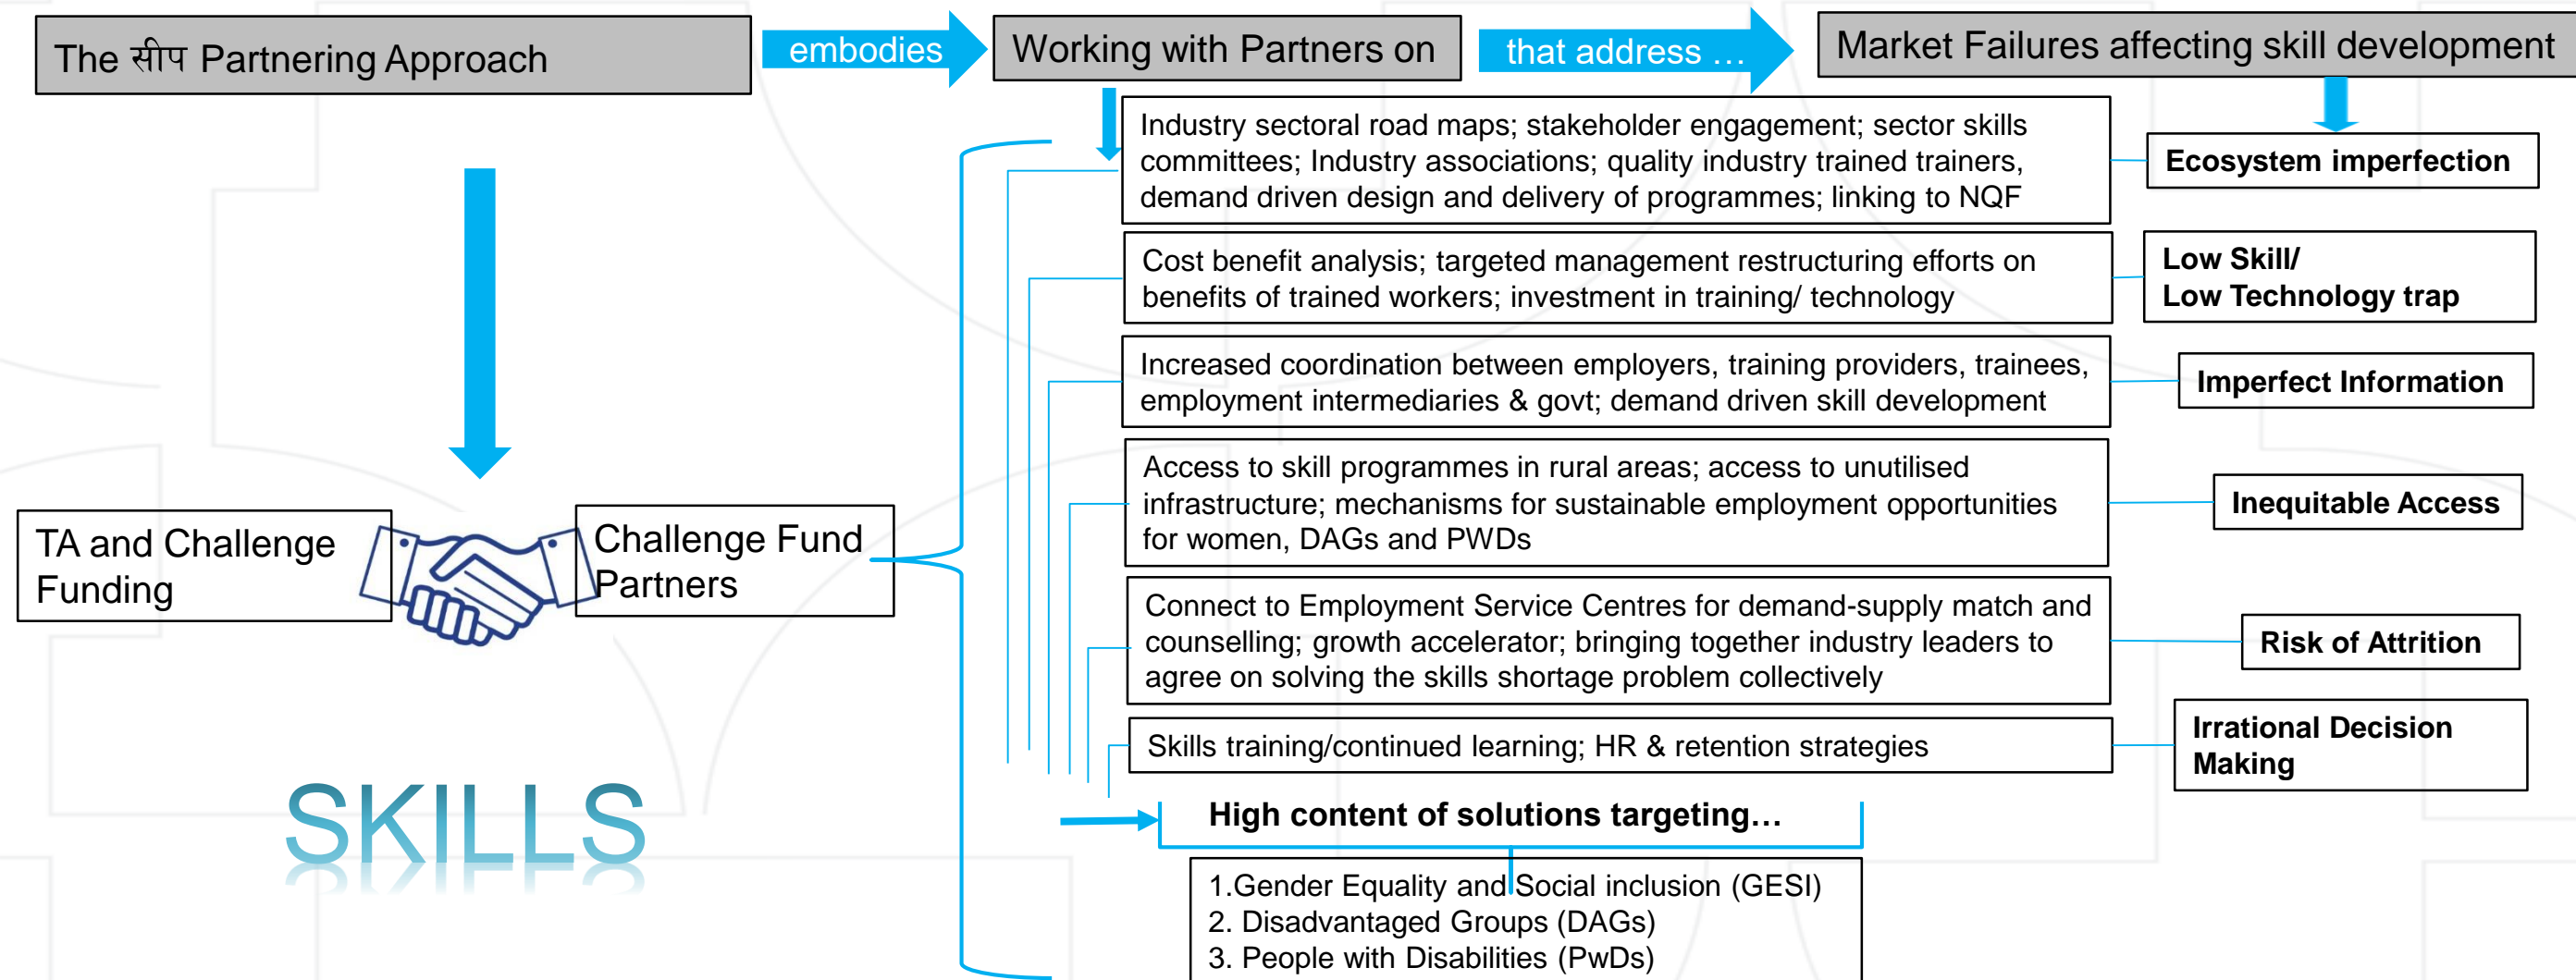 The सीप Partnering Approach
embodies
Working with Partners on
that address ...
Market Failures affecting skill development
Industry sectoral road maps; stakeholder engagement; sector skills
committees; Industry associations; quality industry trained trainers,
demand driven design and delivery of programmes; linking to NQF
Ecosystem imperfection
Cost benefit analysis; targeted management restructuring efforts on
benefits of trained workers; investment in training/ technology
Low Skill/
Low Technology trap
Increased coordination between employers, training providers, trainees,
employment intermediaries & govt; demand driven skill development
Imperfect Information
Access to skill programmes in rural areas; access to unutilised
infrastructure; mechanisms for sustainable employment opportunities
for women, DAGs and PWDs
Inequitable Access
TA and Challenge
Funding
Challenge Fund
Partners
Connect to Employment Service Centres for demand-supply match and
counselling; growth accelerator; bringing together industry leaders to
agree on solving the skills shortage problem collectively
Risk of Attrition
Skills training/continued learning; HR & retention strategies
Irrational Decision
Making
SKILLS
High content of solutions targeting...
1.Gender Equality and Social inclusion (GESI)
2. Disadvantaged Groups (DAGs)
3. People with Disabilities (PwDs)